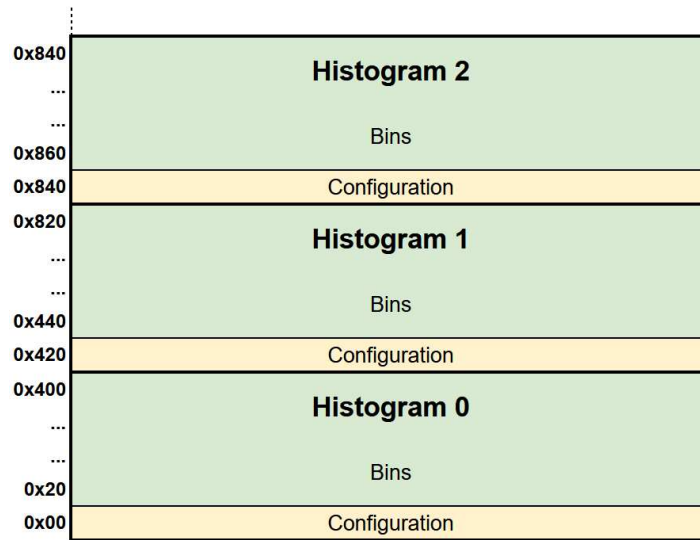 0x840
Histogram 2
...
...
Bins
0x860
0x840 Configuration
0x820
Histogram 1
...
...
Bins
0x440
0x420 Configuration
0x400
Histogram 0
...
...
Bins
0x20
0x00 Configuration